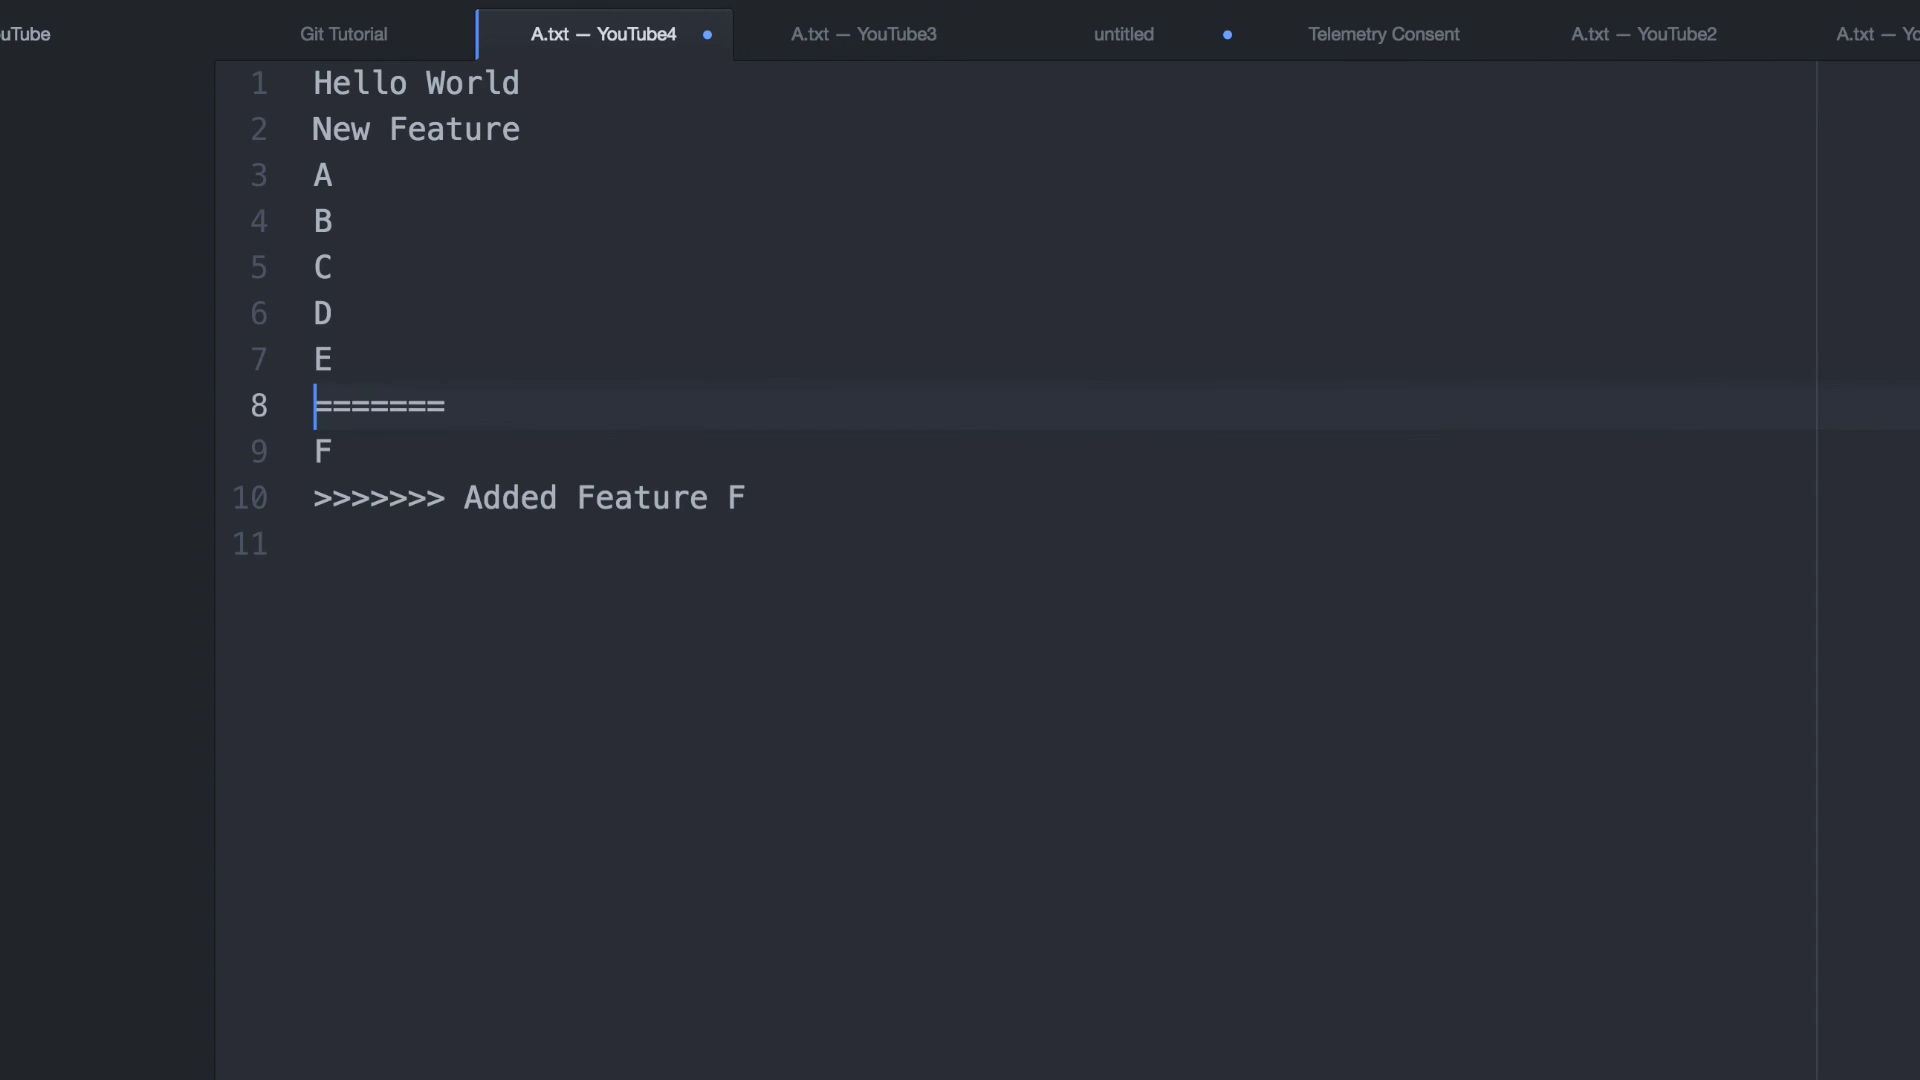 uTube Git Tutorial A.txt — YouTube4 A.txt — YouTube3 untitled Telemetry Consent A.txt — YouTube2 A.txt — Yo
1 Hello World
2 New Feature
3 A
4 B
5 C
6 D
7 E
8 =======
9 F
10 >>>>>>> Added Feature F
11